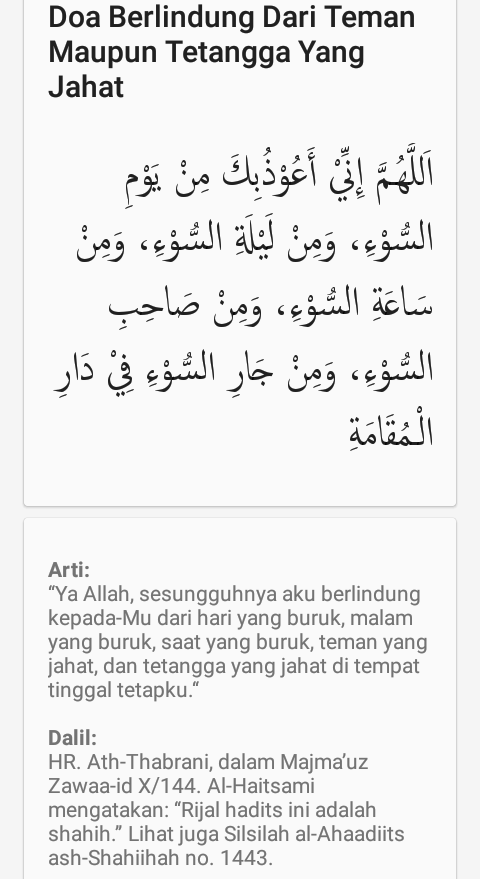 Doa Berlindung Dari Teman
Maupun Tetangga Yang
Jahat
اَللَّهُمَّ إِنِّيْ أَعُوْذُبِكَ مِنْ يَوْمِ
السُّوْءِ، وَمِنْ لَيْلَةِ السُّوْءِ، وَمِنْ
سَاعَةِ السُّوْءِ، وَمِنْ صَاحِبِ
السُّوْءِ، وَمِنْ جَارِ السُّوْءِ فِيْ دَارِ
الْمُقَامَةِ
Arti:
“Ya Allah, sesungguhnya aku berlindung
kepada-Mu dari hari yang buruk, malam
yang buruk, saat yang buruk, teman yang
jahat, dan tetangga yang jahat di tempat
tinggal tetapku.“
Dalil:
HR. Ath-Thabrani, dalam Majma’uz
Zawaa-id X/144. Al-Haitsami
mengatakan: “Rijal hadits ini adalah
shahih.” Lihat juga Silsilah al-Ahaadiits
ash-Shahiihah no. 1443.